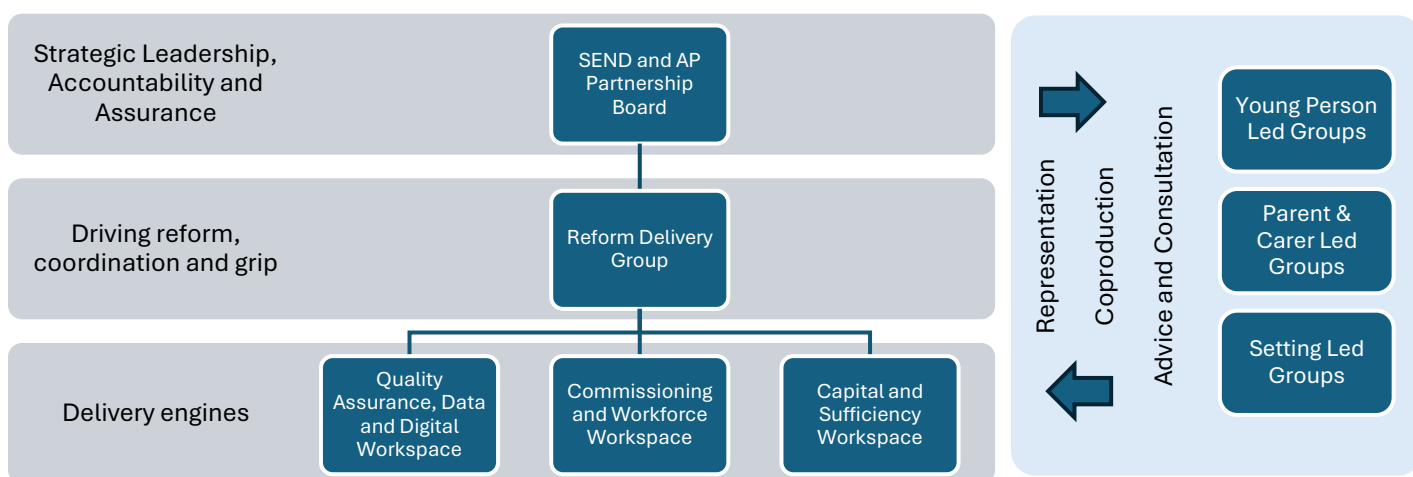 Strategic Leadership,
Accountability and
Assurance
SEND and AP
Partnership
Board
Driving reform,
coordination and grip
Reform Delivery
Group
Delivery engines
Quality
Assurance, Data
and Digital
Workspace
Commissioning
and Workforce
Workspace
Capital and
Sufficiency
Workspace
Representation
Coproduction
Advice and Consultation
Young Person
Led Groups
Parent &
Carer Led
Groups
Setting Led
Groups